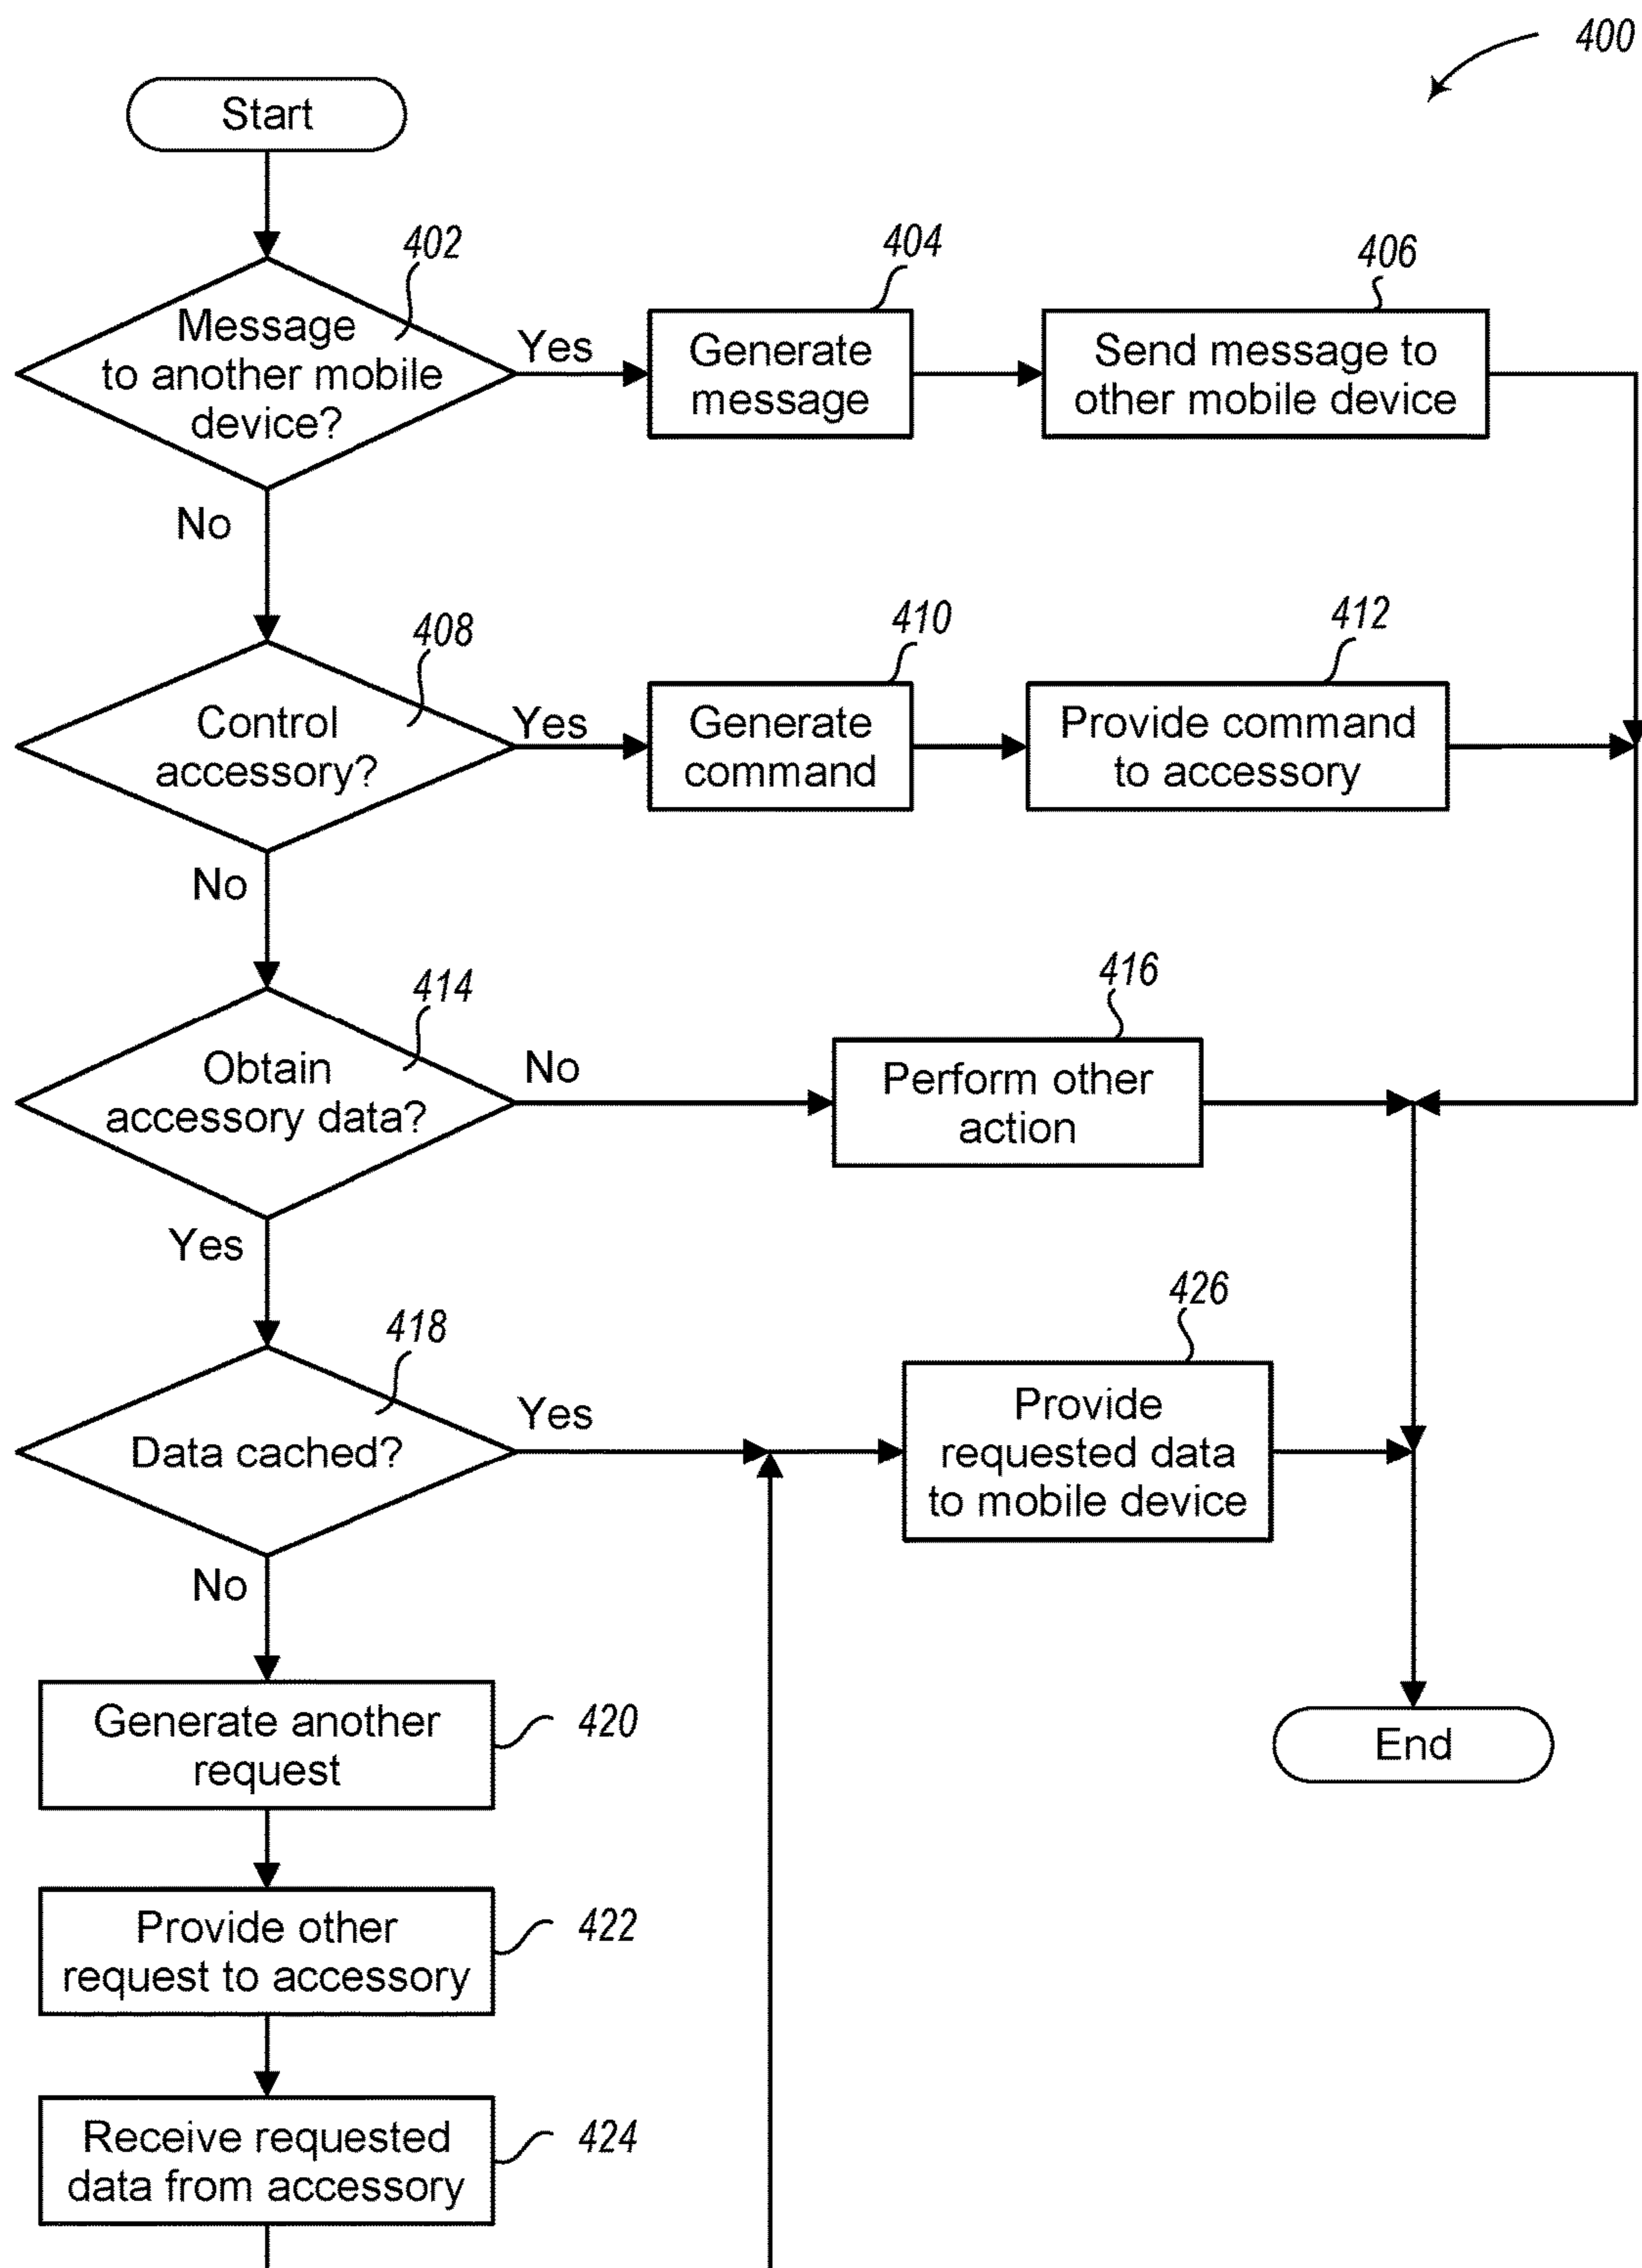 400
Start
402
Message
to another mobile
device?
Yes
404
Generate
message
406
Send message to
other mobile device
No
408
Control
accessory?
Yes
410
Generate
command
412
Provide command
to accessory
No
414
Obtain
accessory data?
No
416
Perform other
action
Yes
418
Data cached?
Yes
426
Provide
requested data
to mobile device
No
420
Generate another
request
End
422
Provide other
request to accessory
424
Receive requested
data from accessory